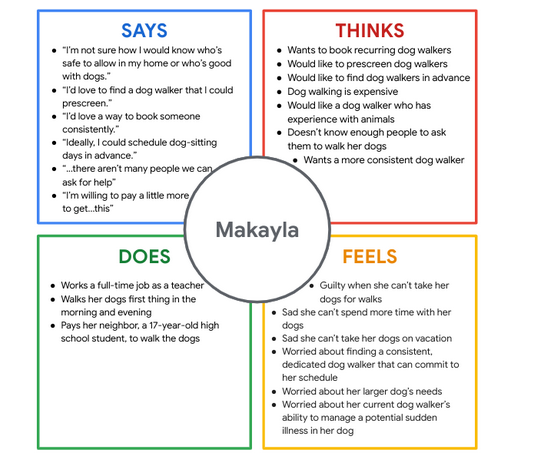 SAYS
● “I’m not sure how I would know who’s
safe to allow in my home or who’s good
with dogs.”
● “I’d love to find a dog walker that I could
prescreen.”
● “I’d love a way to book someone
consistently.”
● “Ideally, I could schedule dog-sitting
days in advance.”
● “...there aren’t many people we can
ask for help”
● “I’m willing to pay a little more
to get...this”
THINKS
● Wants to book recurring dog walkers
● Would like to prescreen dog walkers
● Would like to find dog walkers in advance
● Dog walking is expensive
● Would like a dog walker who has
experience with animals
● Doesn’t know enough people to ask
them to walk her dogs
● Wants a more consistent dog walker
Makayla
DOES
● Works a full-time job as a teacher
● Walks her dogs first thing in the
morning and evening
● Pays her neighbor, a 17-year-old high
school student, to walk the dogs
FEELS
● Guilty when she can’t take her
dogs for walks
● Sad she can’t spend more time with her
dogs
● Sad she can’t take her dogs on vacation
● Worried about finding a consistent,
dedicated dog walker that can commit to
her schedule
● Worried about her larger dog’s needs
● Worried about her current dog walker’s
ability to manage a potential sudden
illness in her dog